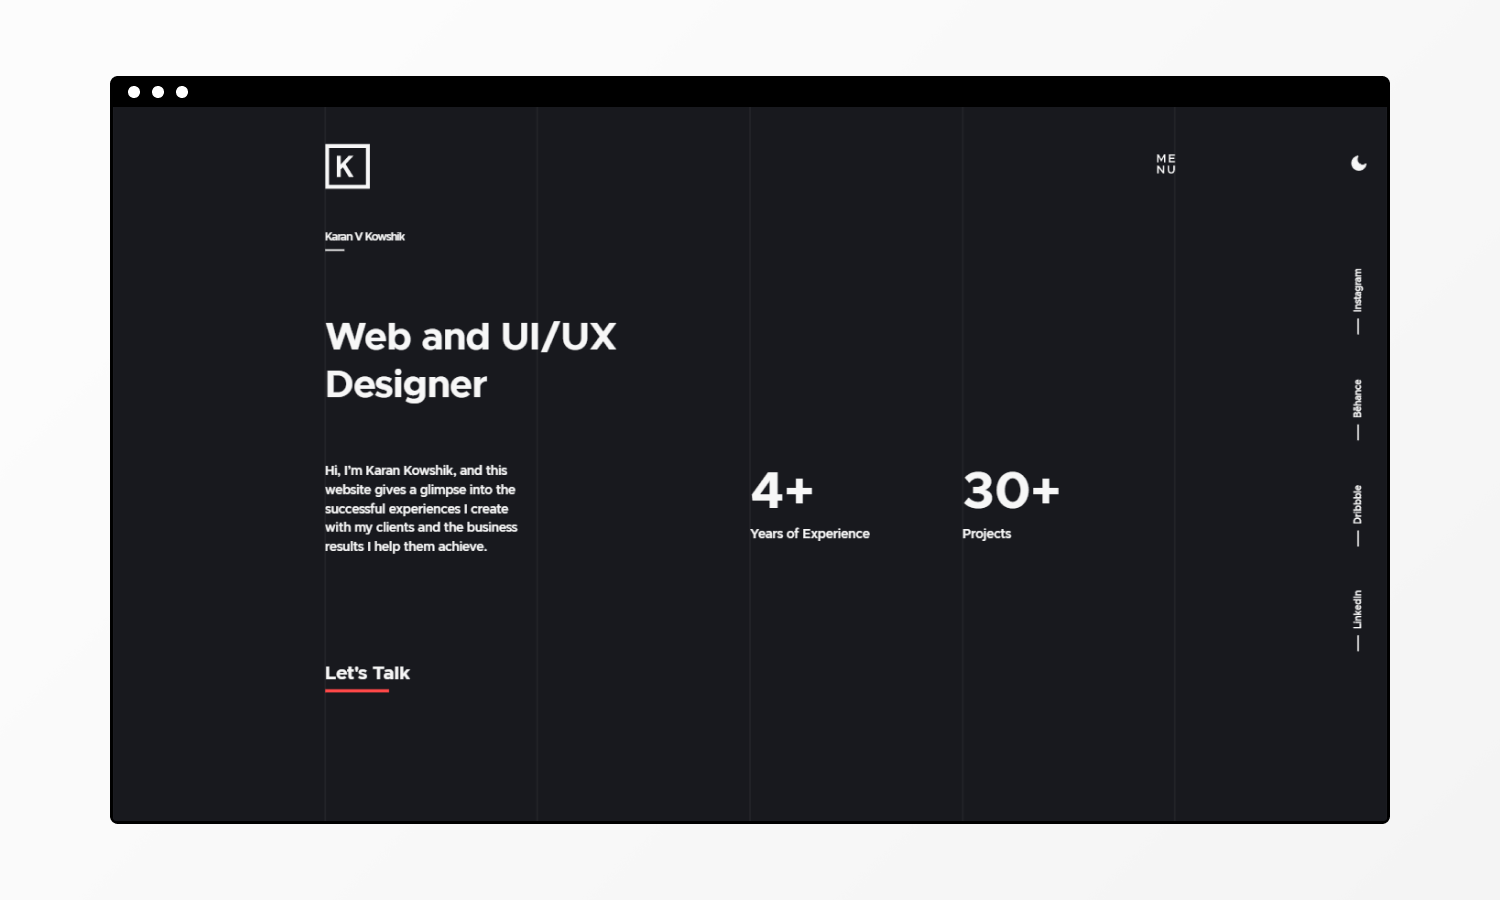 K
ME
NU
Karan V Kowshik
Web and UI/UX
Designer
Hi, I'm Karan Kowshik, and this
website gives a glimpse into the
successful experiences I create
with my clients and the business
results I help them achieve.
4+
Years of Experience
30+
Projects
Let's Talk
Instagram
Bēhance
Dribbble
LinkedIn